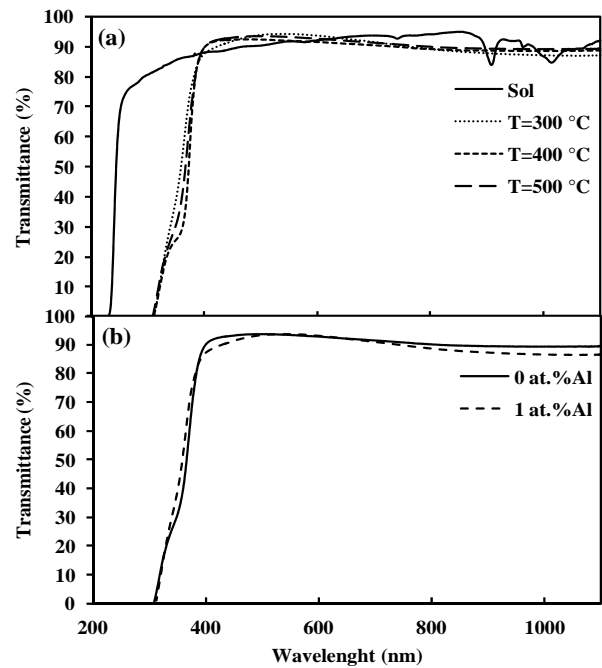 100
90
80
70
60
50
40
30
20
10
(a)
Transmittance (%)
Sol
T=300 °C
T=400 °C
T=500 °C
100
90
80
70
60
50
40
30
20
10
0
(b)
Transmittance (%)
0 at.%Al
1 at.%Al
200 400 600 800 1000
Wavelenght (nm)